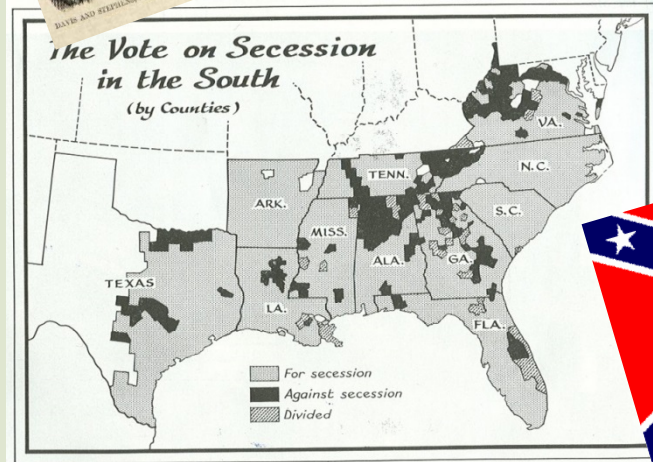 DAVIS AND STEPHENS
The Vote on Secession
in the South
(by Counties)
VA.
TENN.
N.C.
ARK.
S.C.
MISS.
ALA.
GA.
TEXAS
LA.
FLA.
For secession
Against secession
Divided